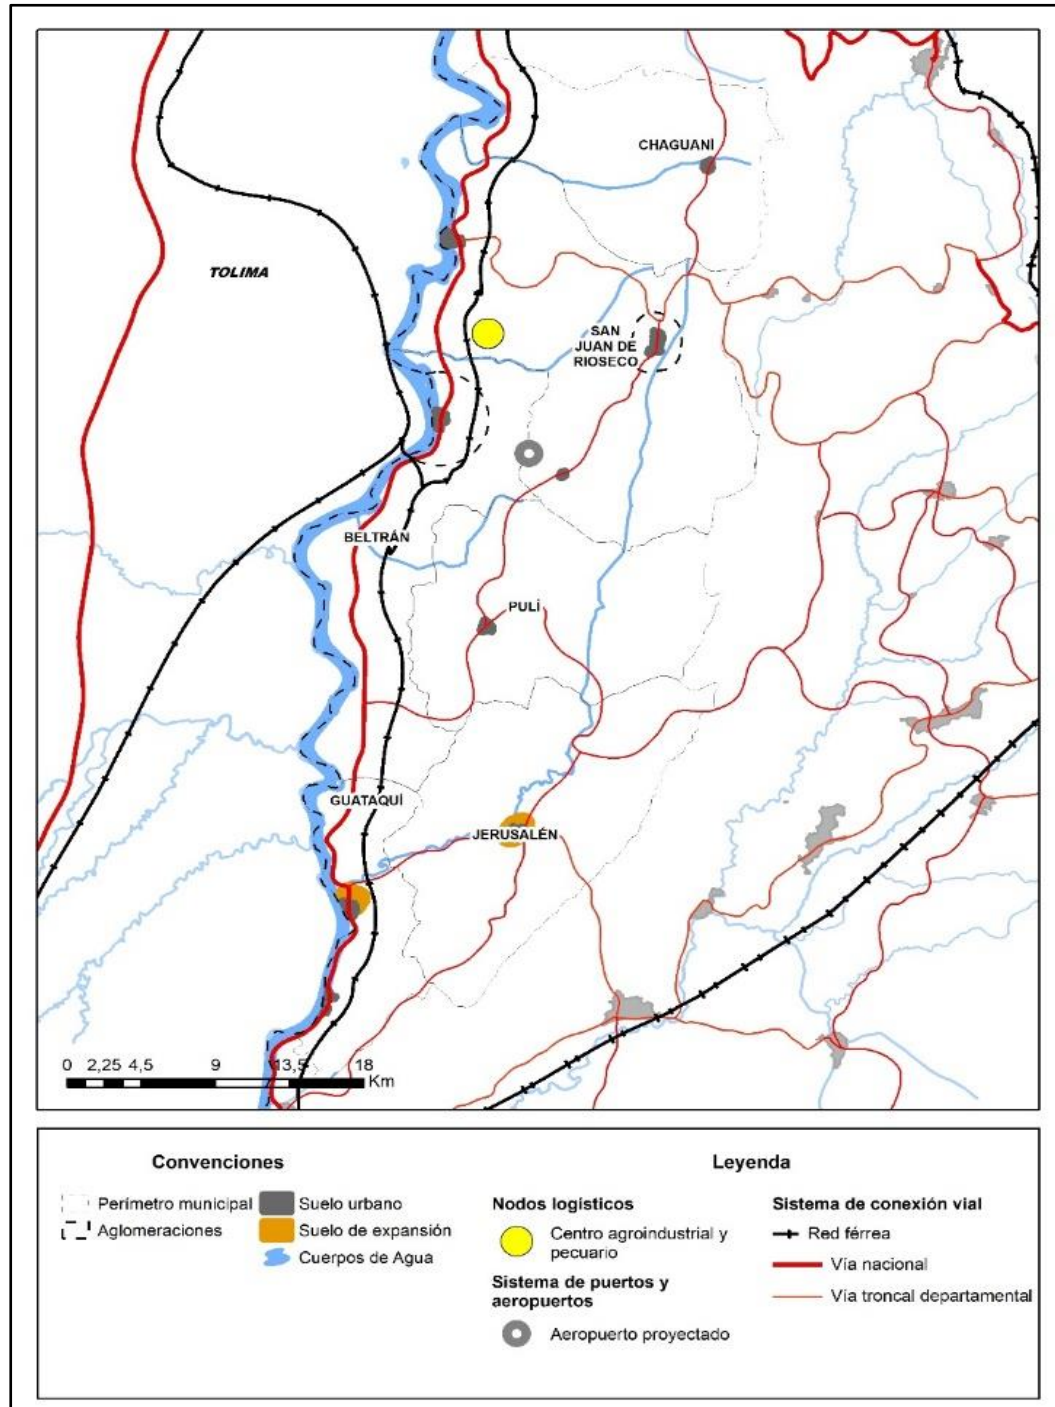 CHAGUANÍ
TOLIMA
SAN
JUAN DE
RIOSECO
BELTRÁN
PULÍ
GUATAQUÍ
JERUSALÉN
0 2,25 4,5 9 13,5 18
Km
Convenciones
Perímetro municipal
Aglomeraciones
Suelo urbano
Suelo de expansión
Cuerpos de Agua
Leyenda
Nodos logísticos
Centro agroindustrial y
pecuario
Sistema de puertos y
aeropuertos
Aeropuerto proyectado
Sistema de conexión vial
Red férrea
Vía nacional
Vía troncal departamental